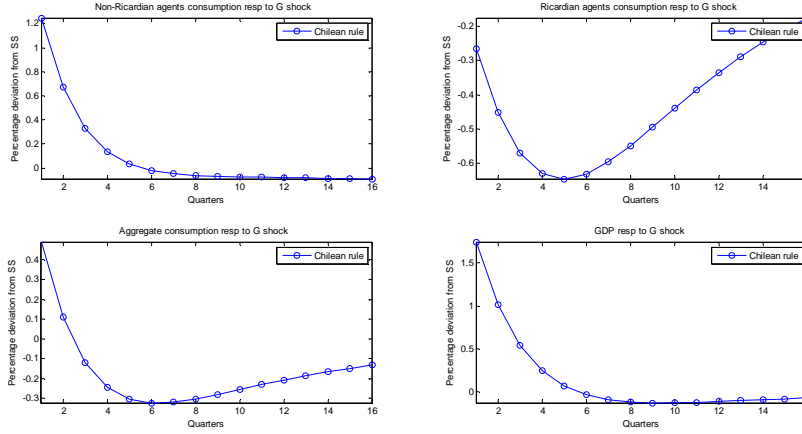 Non-Ricardian agents consumption resp to G shock
Percentage deviation from SS
1.2
1
0.8
0.6
0.4
0.2
0
Chilean rule
2 4 6 8 10 12 14 16
Quarters
Ricardian agents consumption resp to G shock
Percentage deviation from SS
-0.2
-0.3
-0.4
-0.5
-0.6
Chilean rule
2 4 6 8 10 12 14
Quarters
Aggregate consumption resp to G shock
Percentage deviation from SS
0.4
0.3
0.2
0.1
0
-0.1
-0.2
-0.3
Chilean rule
2 4 6 8 10 12 14 16
Quarters
GDP resp to G shock
Percentage deviation from SS
1.5
1
0.5
0
Chilean rule
2 4 6 8 10 12 14
Quarters